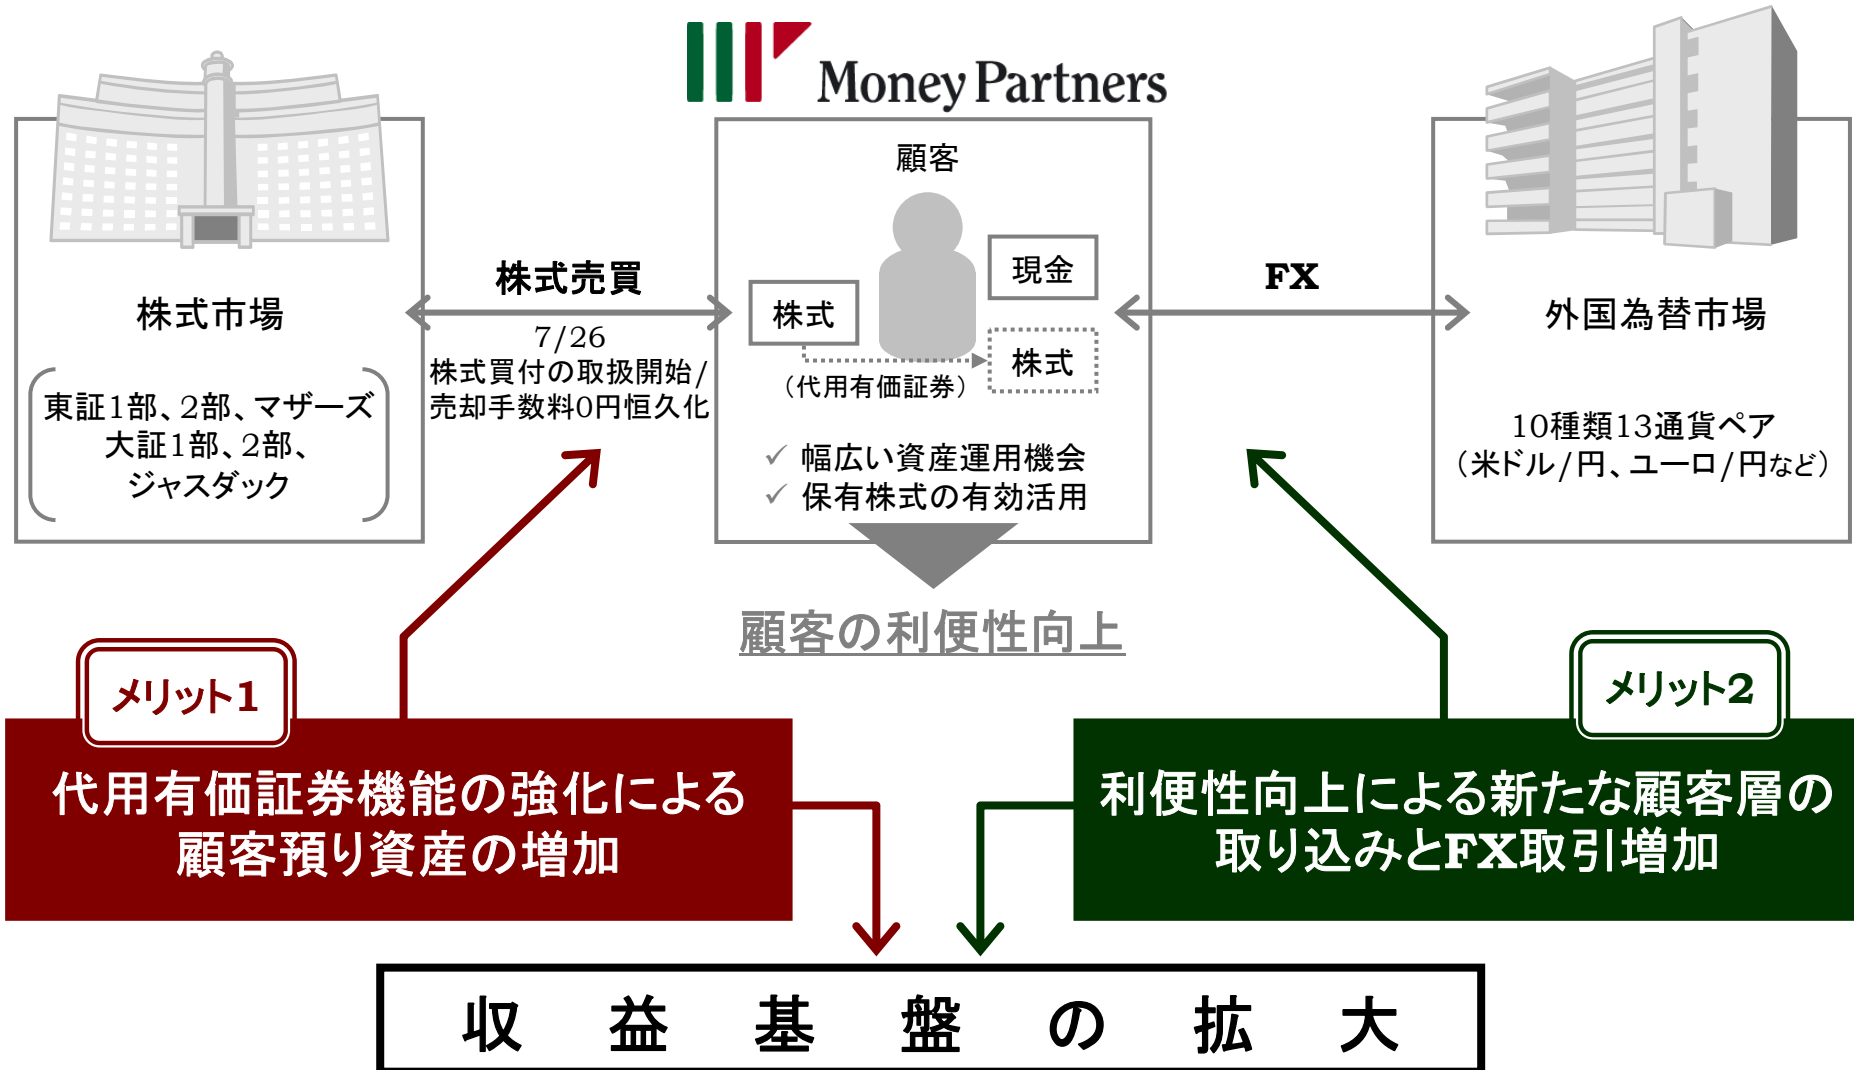 Money Partners
株式市場
東証1部、2部、マザーズ
大証1部、2部、
ジャスダック
株式売買
7/26
株式買付の取扱開始/
売却手数料0円恒久化
顧客
株式
現金
株式
（代用有価証券）
✓ 幅広い資産運用機会
✓ 保有株式の有効活用
FX
外国為替市場
10種類13通貨ペア
（米ドル/円、ユーロ/円など）
顧客の利便性向上
メリット1
代用有価証券機能の強化による
顧客預り資産の増加
メリット2
利便性向上による新たな顧客層の
取り込みとFX取引増加
収益基盤の拡大